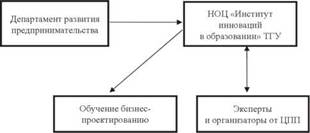 Департамент развития
предпринимательства
НОЦ «Институт
инноваций
в образовании» ТГУ
Обучение бизнес-
проектированию
Эксперты
и организаторы от ЦПП